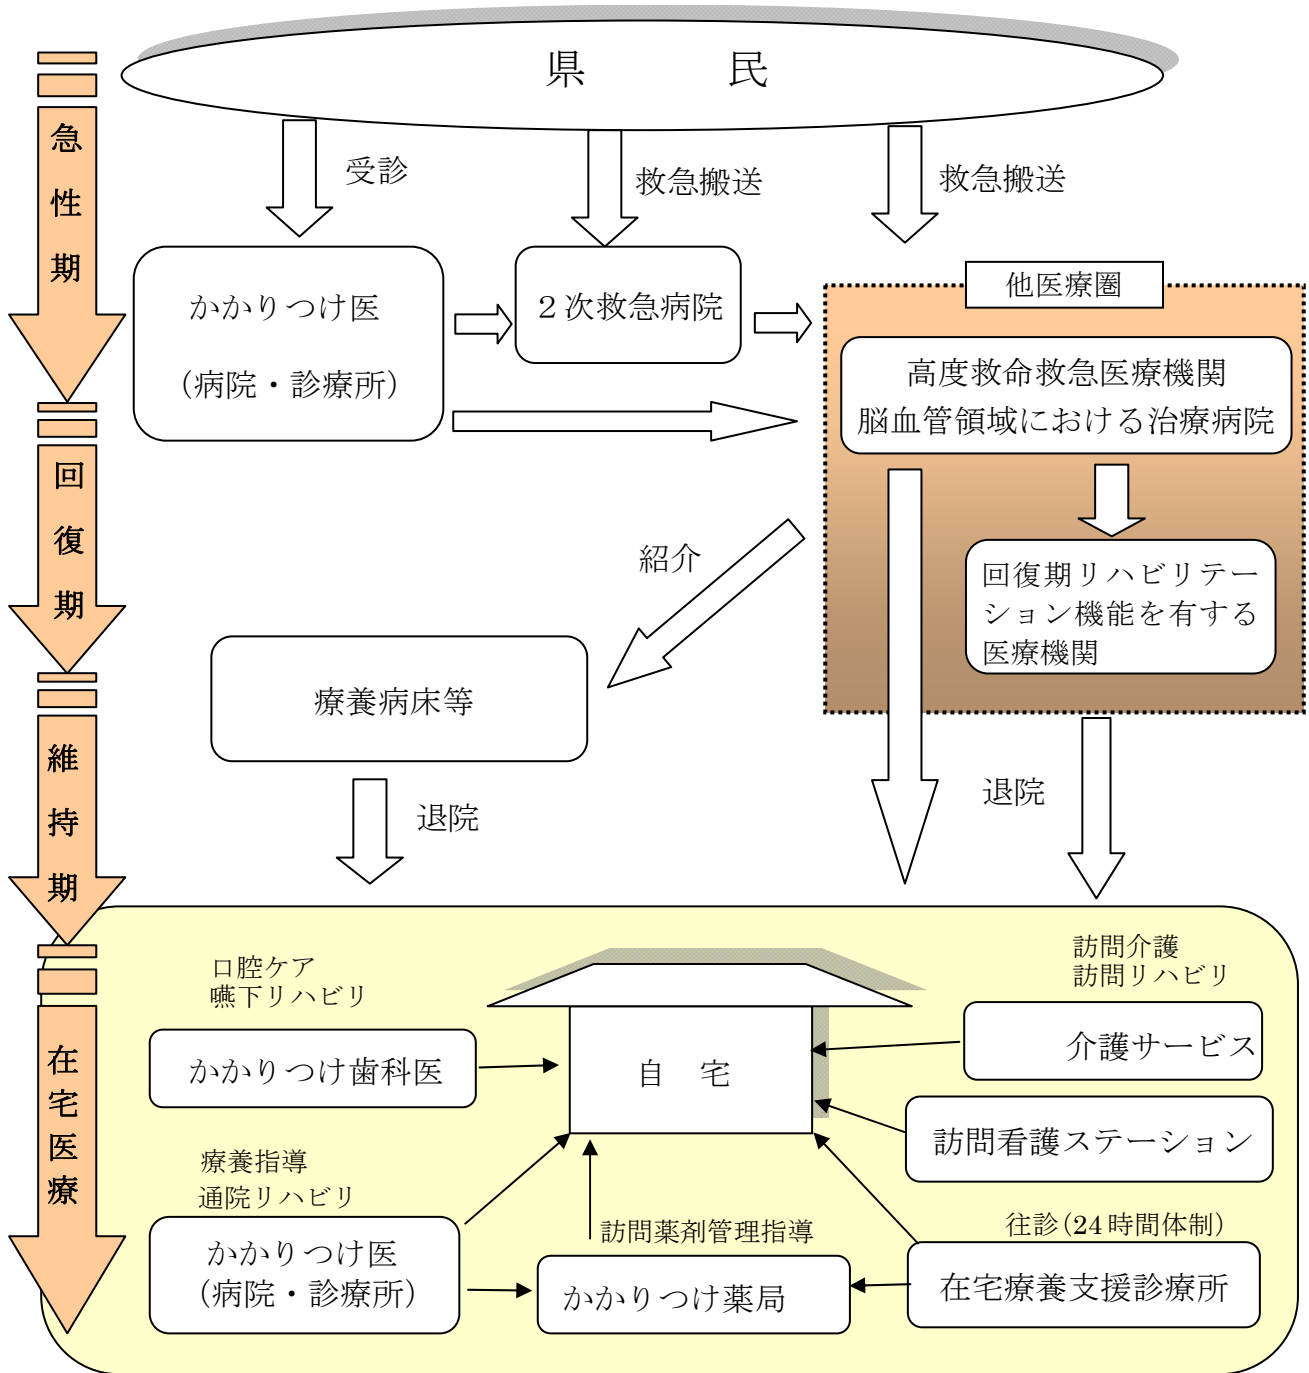 県　民
急性期
受診
救急搬送
救急搬送
かかりつけ医
（病院・診療所）
２次救急病院
他医療圏
高度救命救急医療機関
脳血管領域における治療病院
回復期
紹介
回復期リハビリテー
ション機能を有する
医療機関
療養病床等
維持期
退院
退院
在宅医療
口腔ケア
嚥下リハビリ
かかりつけ歯科医
自　宅
訪問介護
訪問リハビリ
介護サービス
訪問看護ステーション
療養指導
通院リハビリ
かかりつけ医
（病院・診療所）
訪問薬剤管理指導
かかりつけ薬局
往診（24時間体制）
在宅療養支援診療所